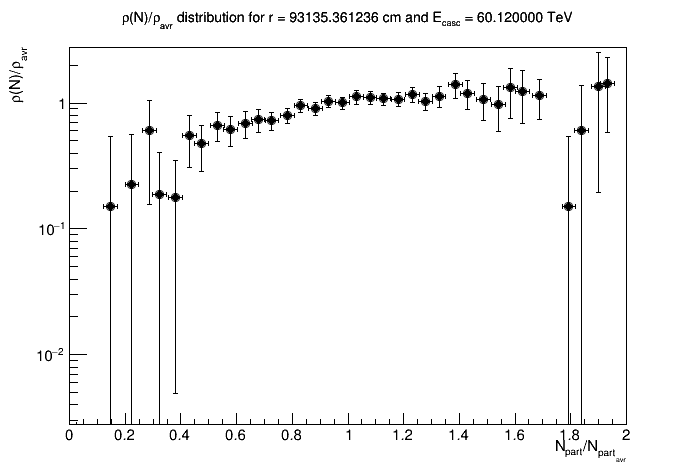 ρ(N)/ρ_avr distribution for r = 93135.361236 cm and E_casc = 60.120000 TeV
ρ(N)/ρ_avr
1
10⁻¹
10⁻²
0 0.2 0.4 0.6 0.8 1 1.2 1.4 1.6 1.8 2
N_part/N_part_avr